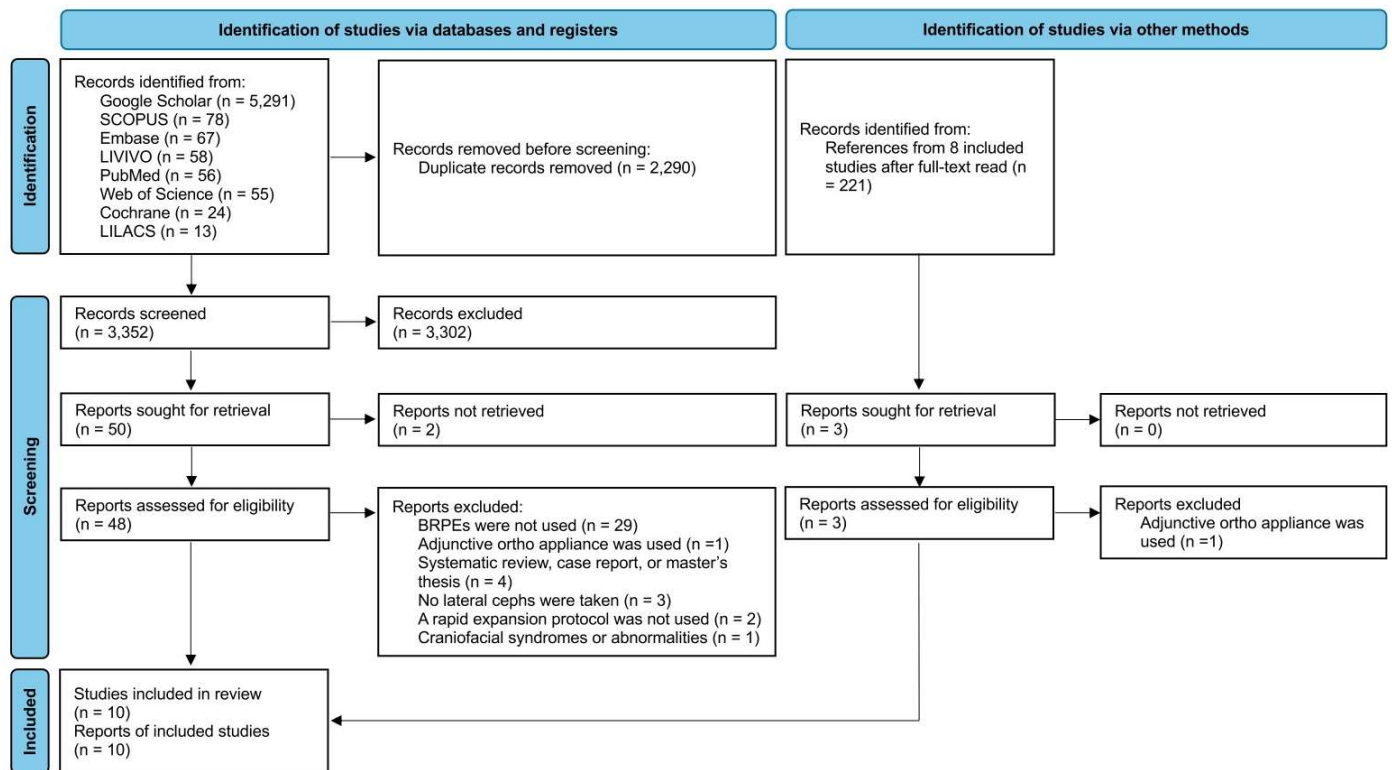 Identification of studies via databases and registers
Identification of studies via other methods
Identification
Records identified from:
Google Scholar (n = 5,291)
SCOPUS (n = 78)
Embase (n = 67)
LIVIVO (n = 58)
PubMed (n = 56)
Web of Science (n = 55)
Cochrane (n = 24)
LILACS (n = 13)
Records removed before screening:
Duplicate records removed (n = 2,290)
Records identified from:
References from 8 included
studies after full-text read (n
= 221)
Screening
Records screened
(n = 3,352)
Records excluded
(n = 3,302)
Reports sought for retrieval
(n = 50)
Reports not retrieved
(n = 2)
Reports sought for retrieval
(n = 3)
Reports not retrieved
(n = 0)
Reports assessed for eligibility
(n = 48)
Reports excluded:
BRPEs were not used (n = 29)
Adjunctive ortho appliance was used (n =1)
Systematic review, case report, or master's
thesis (n = 4)
No lateral cephs were taken (n = 3)
A rapid expansion protocol was not used (n = 2)
Craniofacial syndromes or abnormalities (n = 1)
Reports assessed for eligibility
(n = 3)
Reports excluded
Adjunctive ortho appliance was
used (n =1)
Included
Studies included in review
(n = 10)
Reports of included studies
(n = 10)